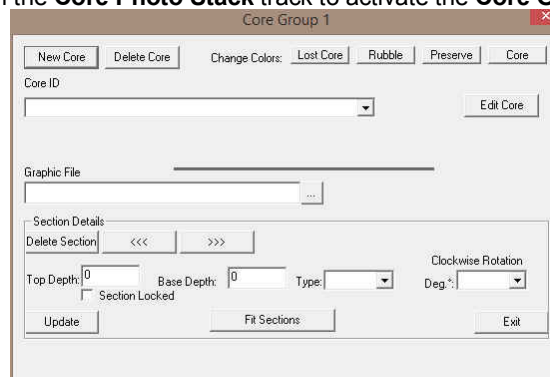 the Core Photo Stack track to activate the Core G
Core Group 1
New Core Delete Core Change Colors: Lost Core Rubble Preserve Core
Core ID
Edit Core
Graphic File
...
Section Details
Delete Section <<< >>>
Clockwise Rotation
Top Depth: 0 Base Depth: 0 Type: Deg.°:
Section Locked
Update Fit Sections Exit